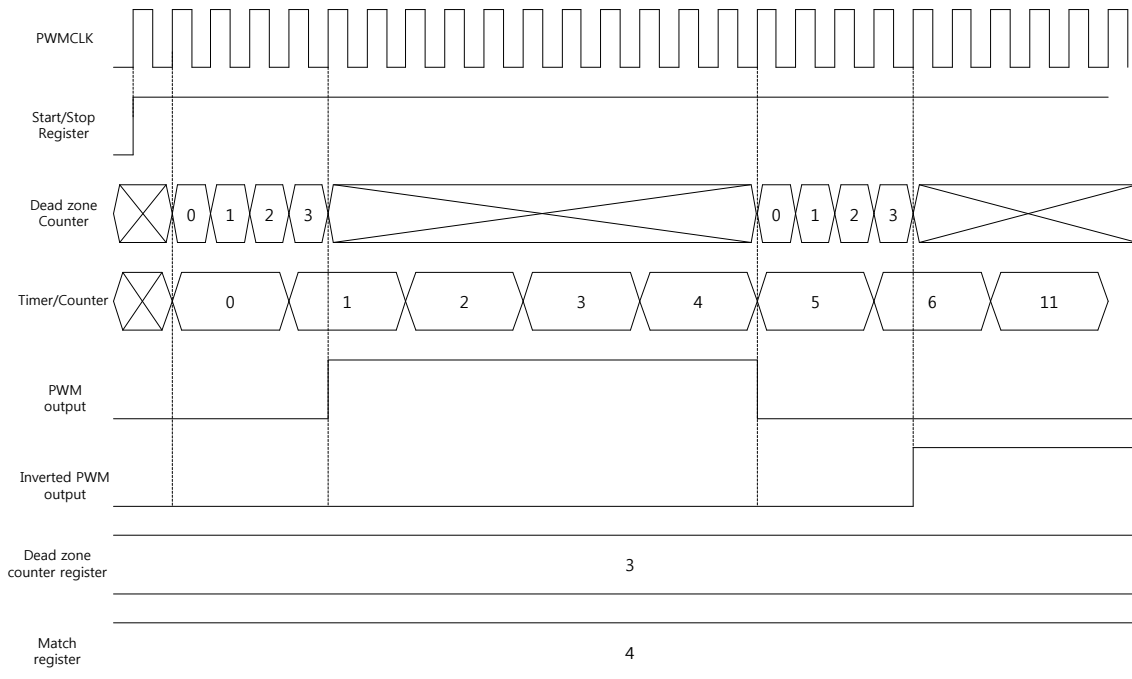 PWMCLK
Start/Stop
Register
Dead zone
Counter
0 1 2 3 0 1 2 3
Timer/Counter
0 1 2 3 4 5 6 11
PWM
output
Inverted PWM
output
Dead zone
counter register
3
Match
register
4